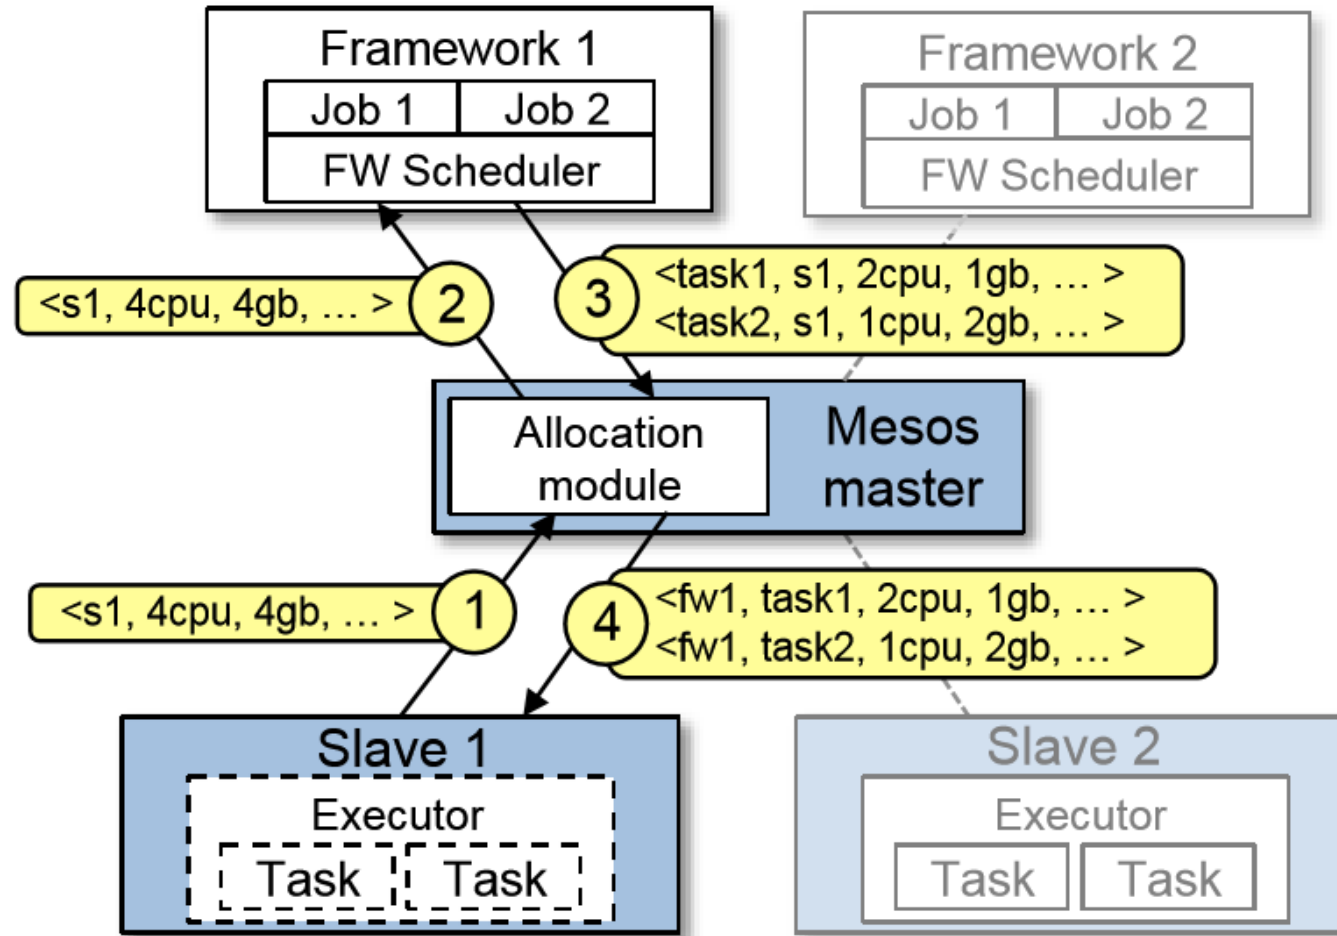 Framework 1
Job 1 Job 2
FW Scheduler
Framework 2
Job 1 Job 2
FW Scheduler
<s1, 4cpu, 4gb, … >
2
3
<task1, s1, 2cpu, 1gb, … >
<task2, s1, 1cpu, 2gb, … >
Allocation
module
Mesos
master
<s1, 4cpu, 4gb, … >
1
4
<fw1, task1, 2cpu, 1gb, … >
<fw1, task2, 1cpu, 2gb, … >
Slave 1
Executor
Task Task
Slave 2
Executor
Task Task